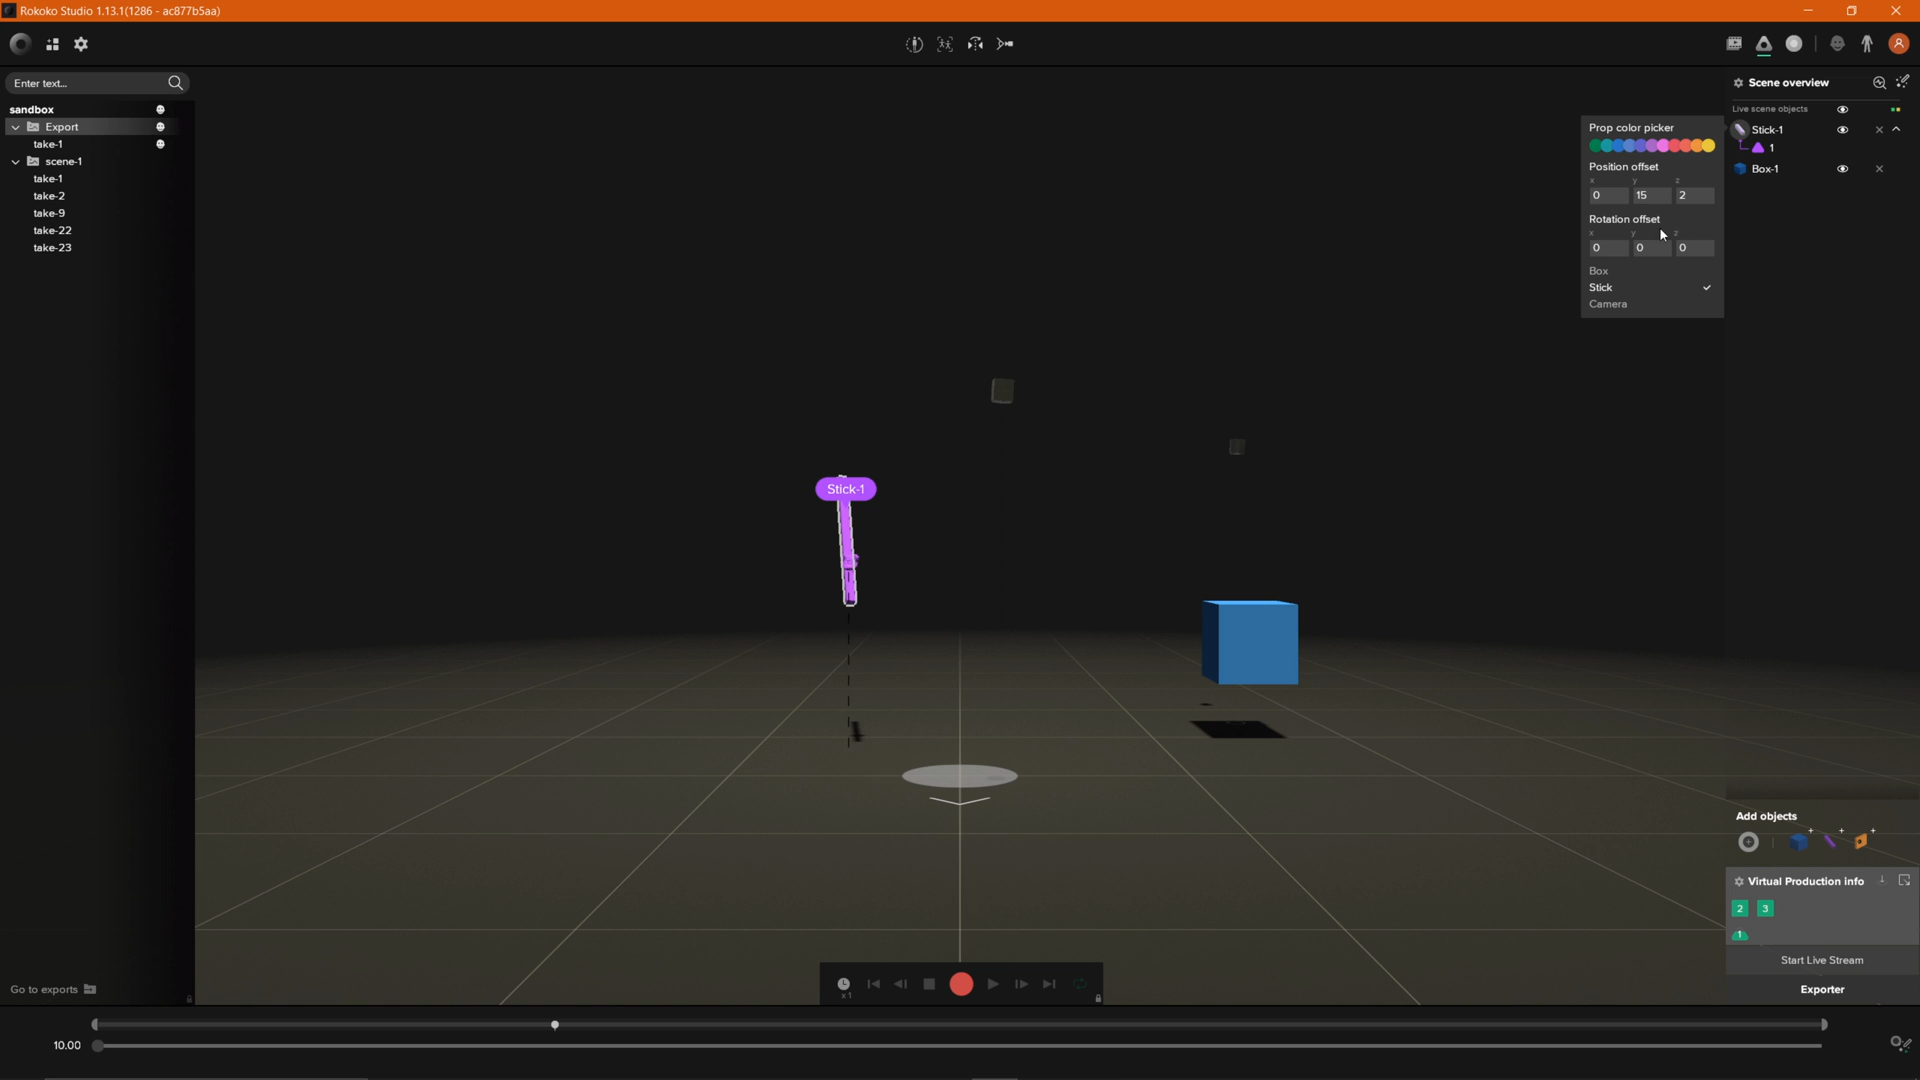 Rokoko Studio 1.13.1(1286 - ac877b5aa)
Enter text...
sandbox
Export
take-1
scene-1
take-1
take-2
take-9
take-22
take-23
Go to exports
Prop color picker
Position offset
x y z
0 15 2
Rotation offset
x y z
0 0 0
Box
Stick
Camera
Scene overview
Live scene objects
Stick-1
1
Box-1
Stick-1
Add objects
Virtual Production info
2 3
1
Start Live Stream
Exporter
x1
10.00